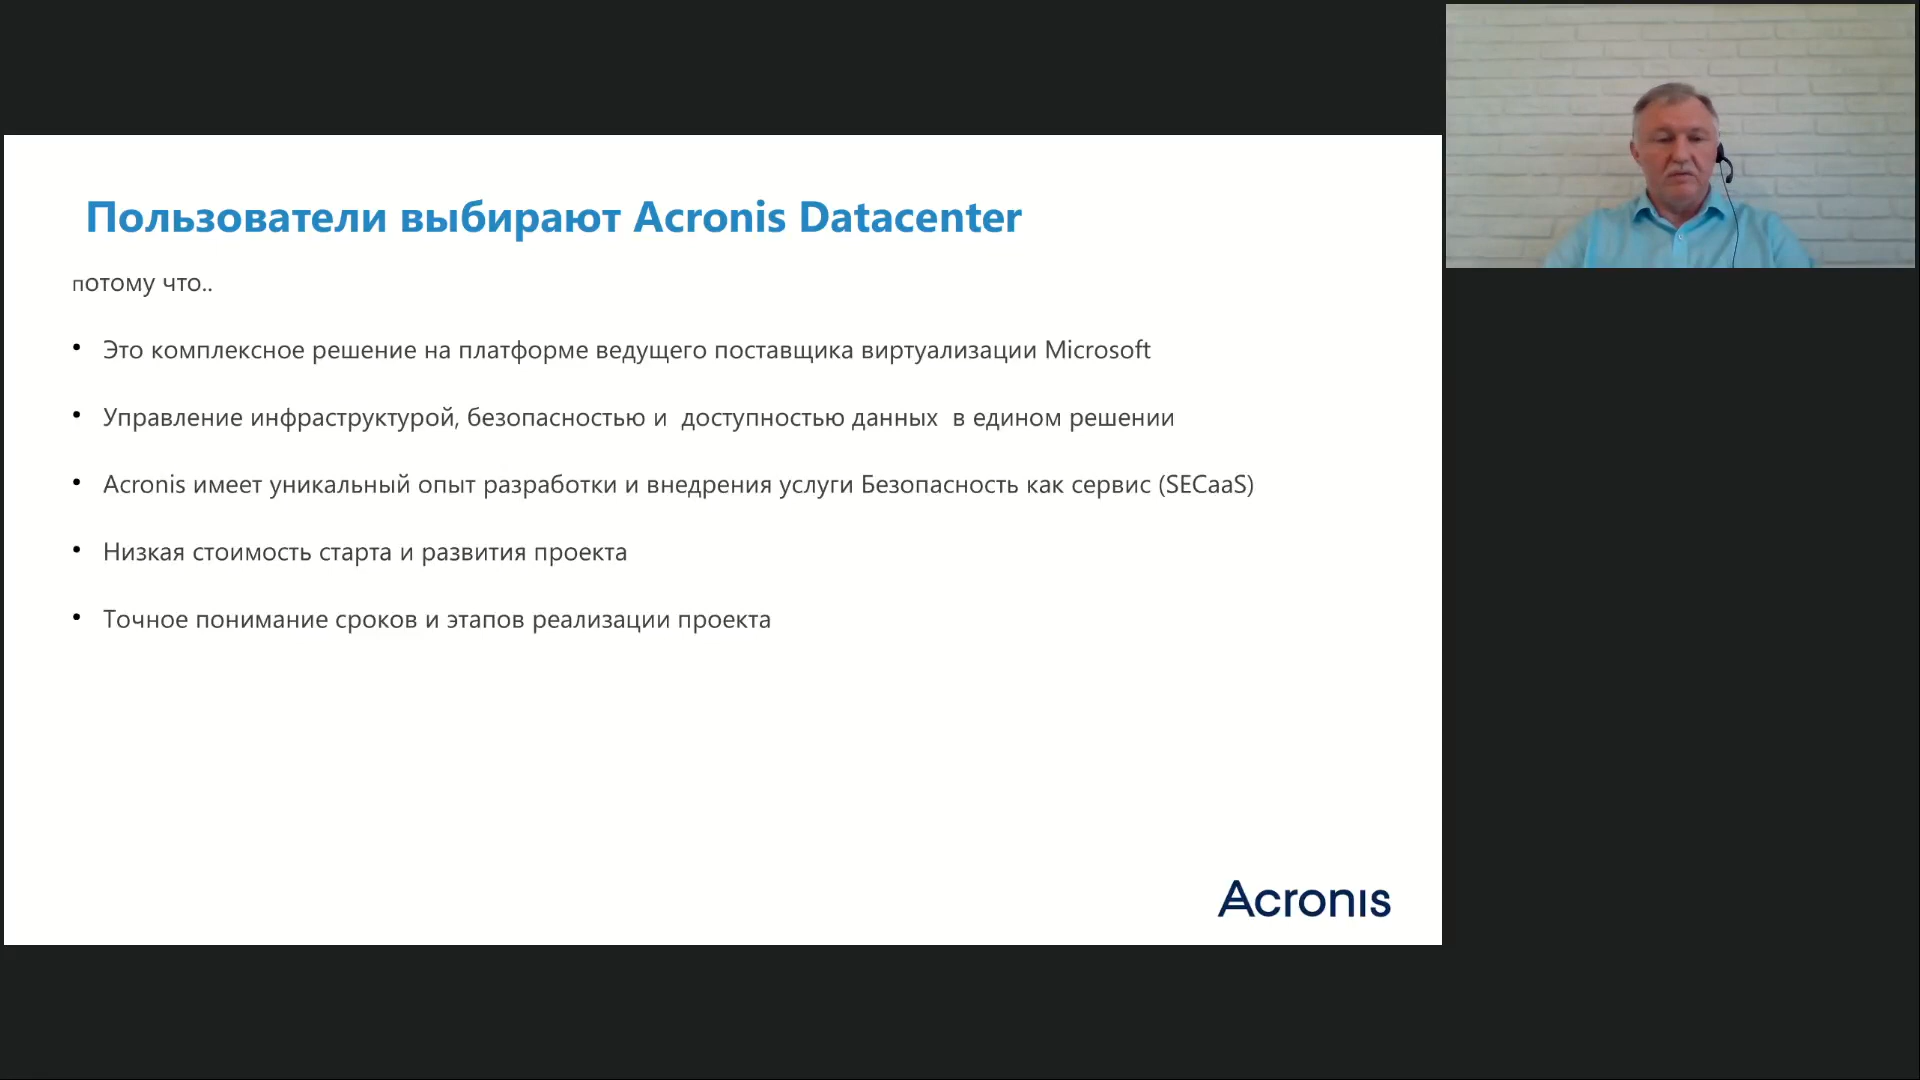 Пользователи выбирают Acronis Datacenter
потому что..
• Это комплексное решение на платформе ведущего поставщика виртуализации Microsoft
• Управление инфраструктурой, безопасностью и  доступностью данных  в едином решении
• Acronis имеет уникальный опыт разработки и внедрения услуги Безопасность как сервис (SECaaS)
• Низкая стоимость старта и развития проекта
• Точное понимание сроков и этапов реализации проекта
Acronis